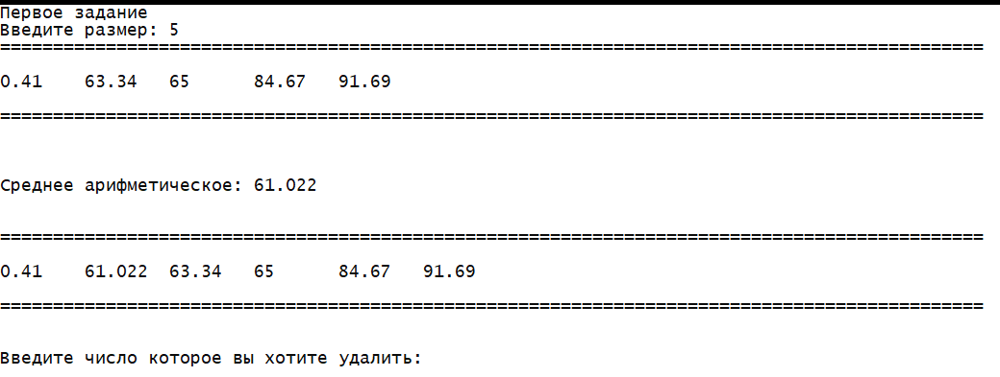 Первое задание
Введите размер: 5
=============================================================================================
0.41    63.34   65      84.67   91.69
=============================================================================================
Среднее арифметическое: 61.022
=============================================================================================
0.41    61.022  63.34   65      84.67   91.69
=============================================================================================
Введите число которое вы хотите удалить: